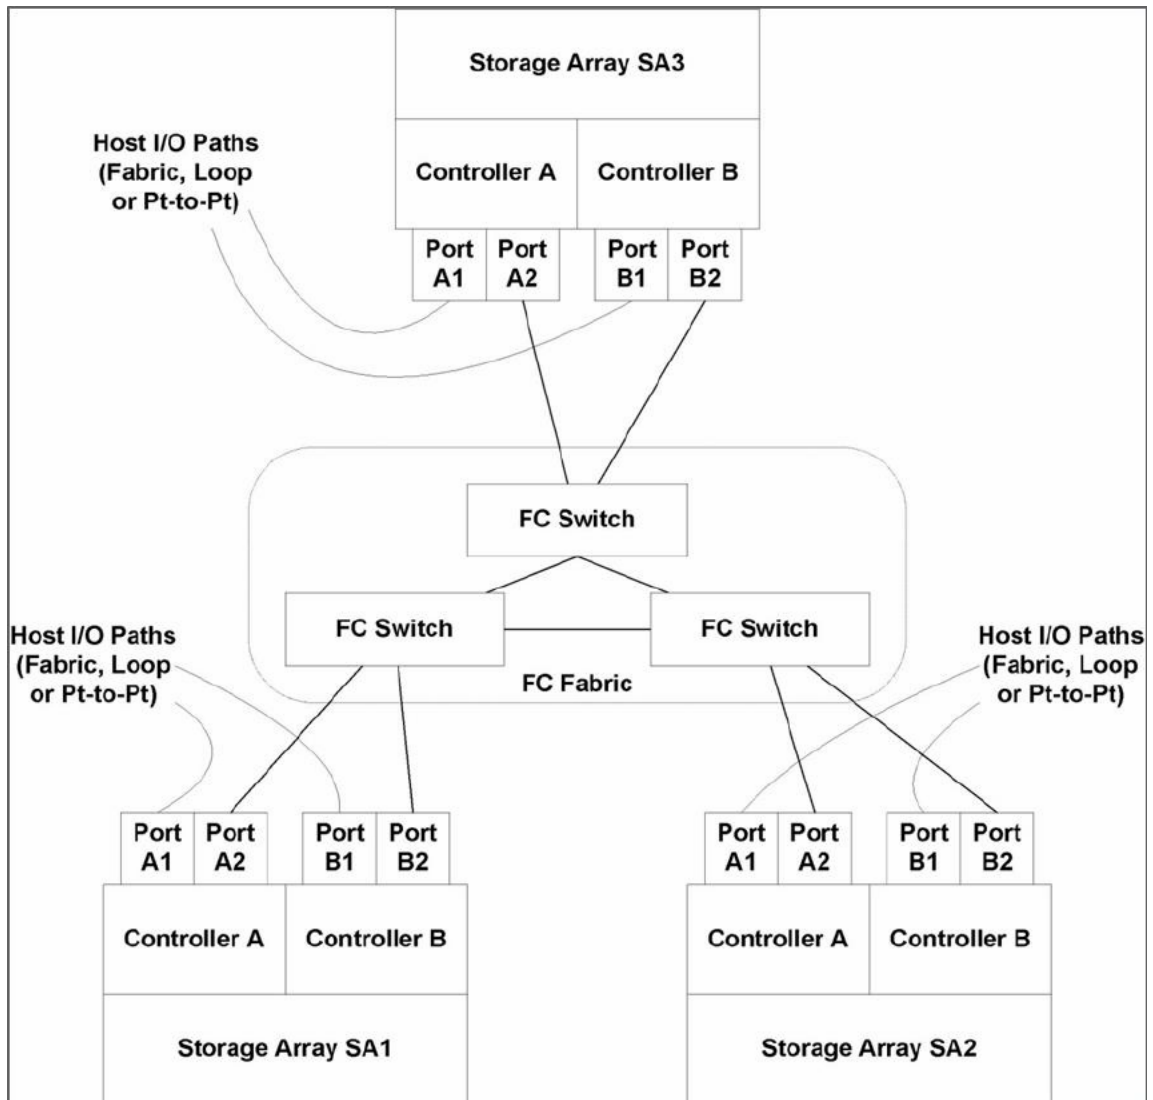 Storage Array SA3
Host I/O Paths
(Fabric, Loop
or Pt-to-Pt)
Controller A
Controller B
Port
A1
Port
A2
Port
B1
Port
B2
FC Switch
FC Switch
FC Switch
FC Fabric
Host I/O Paths
(Fabric, Loop
or Pt-to-Pt)
Host I/O Paths
(Fabric, Loop
or Pt-to-Pt)
Port
A1
Port
A2
Port
B1
Port
B2
Controller A
Controller B
Storage Array SA1
Port
A1
Port
A2
Port
B1
Port
B2
Controller A
Controller B
Storage Array SA2